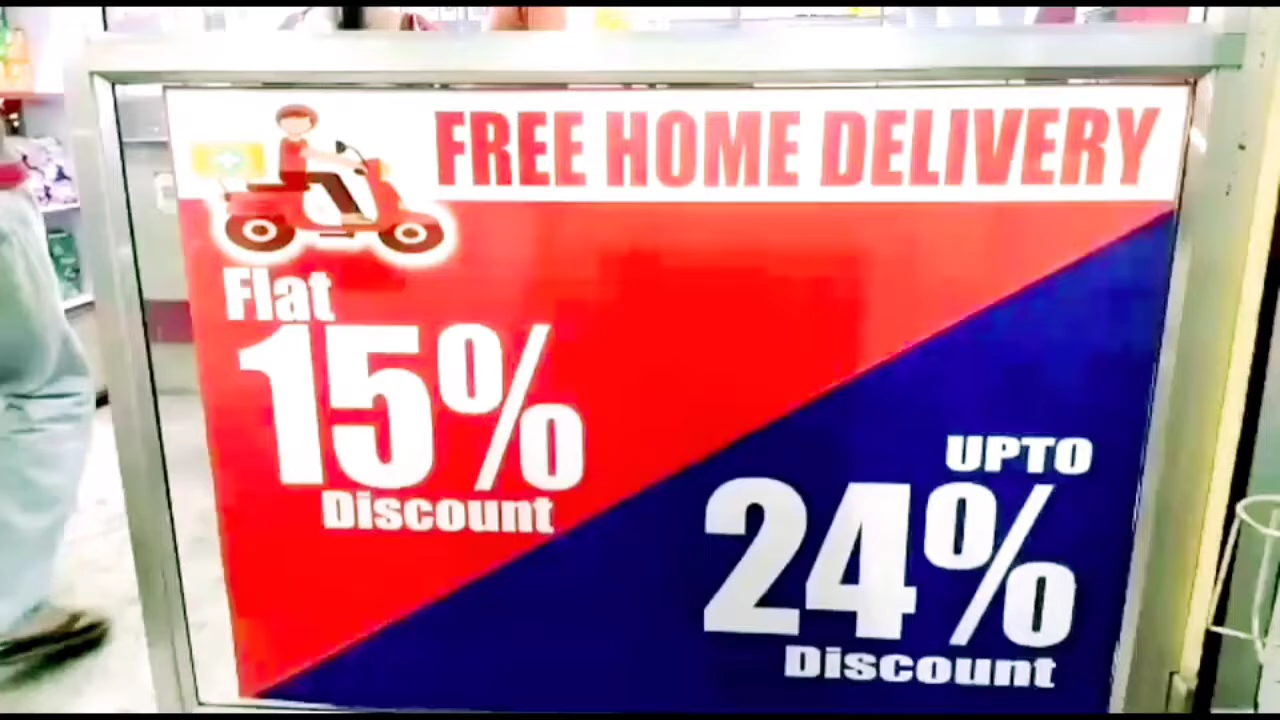 FREE HOME DELIVERY
Flat
15%
Discount
UPTO
24%
Discount